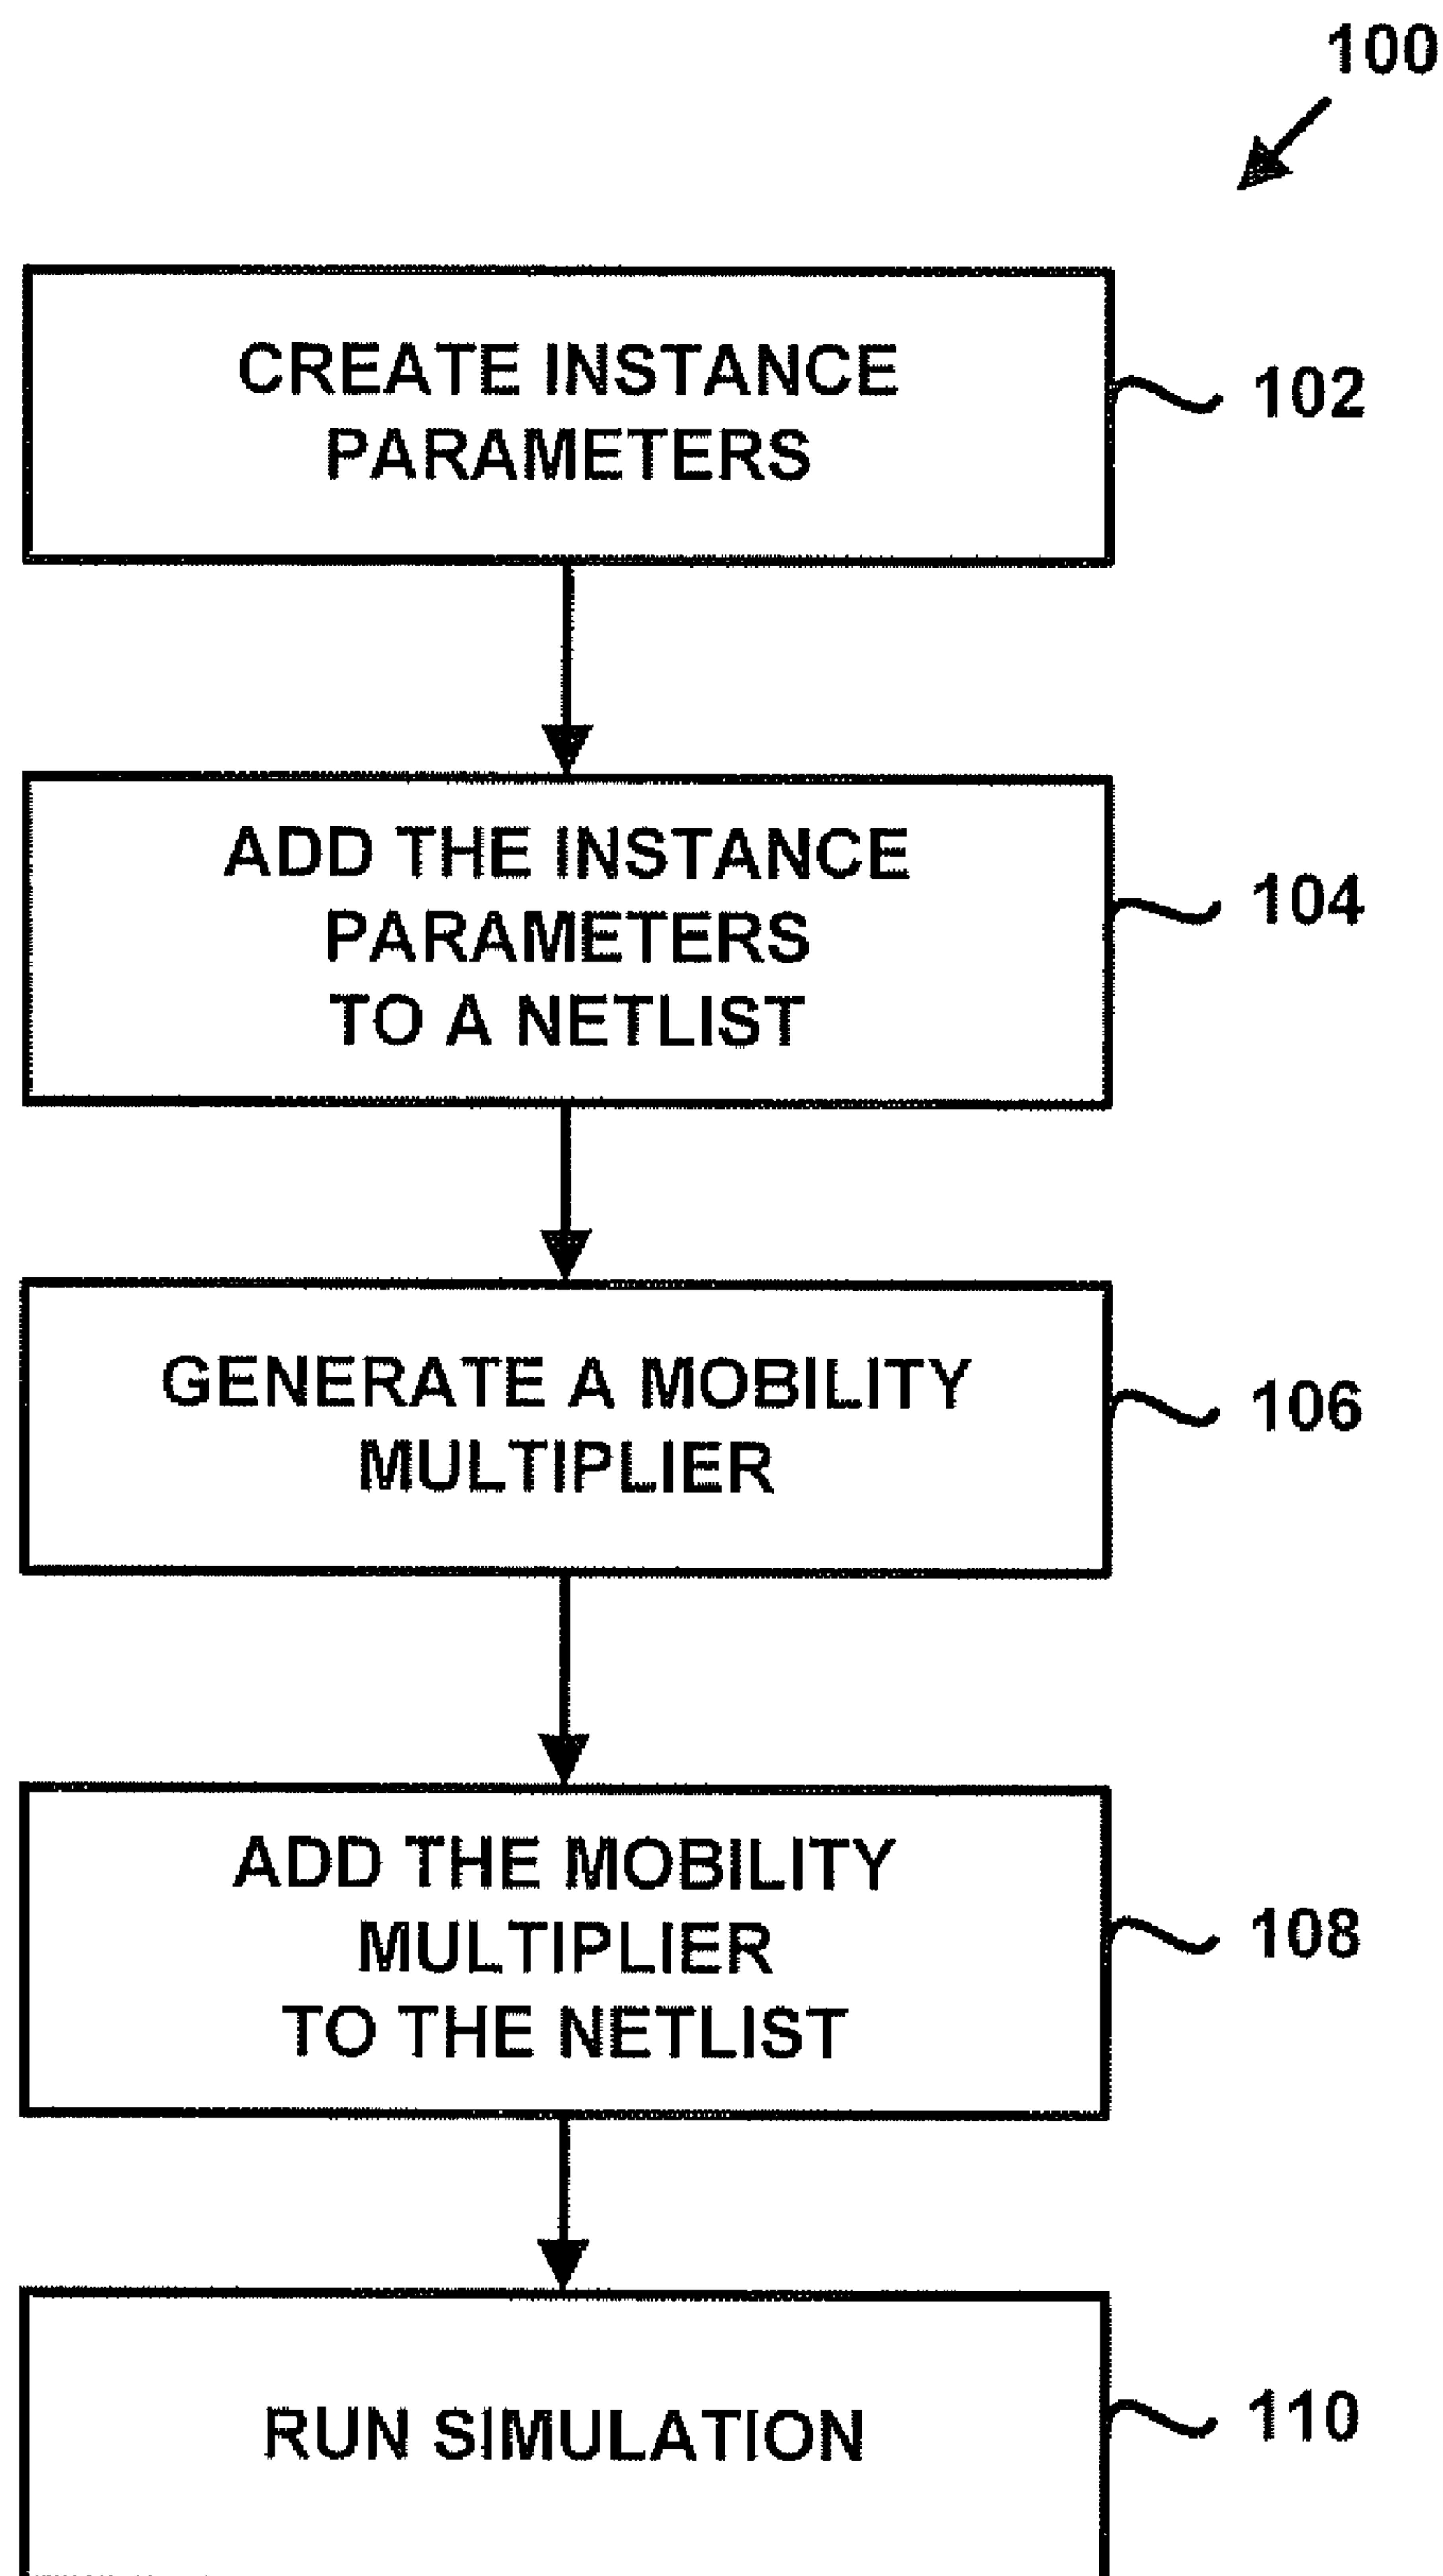 100
CREATE INSTANCE
PARAMETERS
102
ADD THE INSTANCE
PARAMETERS
TO A NETLIST
104
GENERATE A MOBILITY
MULTIPLIER
106
ADD THE MOBILITY
MULTIPLIER
TO THE NETLIST
108
RUN SIMULATION
110